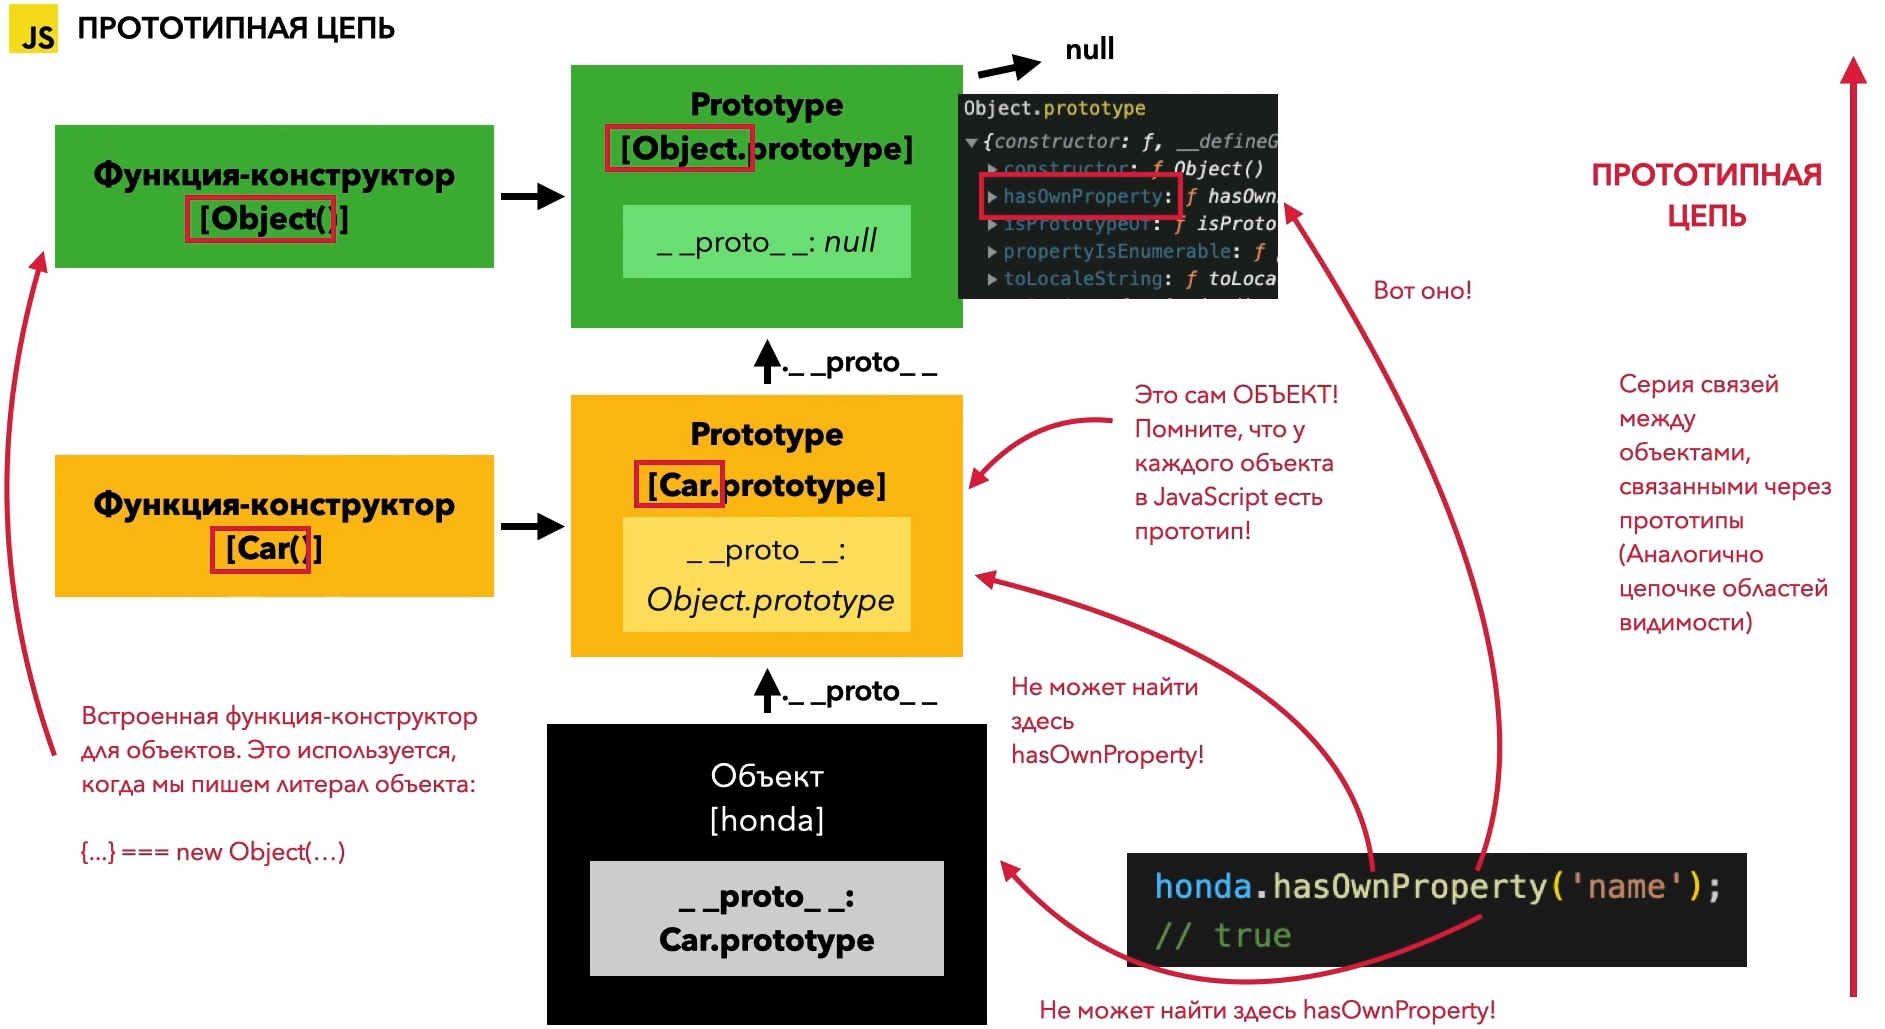 JS ПРОТОТИПНАЯ ЦЕПЬ
null
Prototype
[Object.prototype]
_ _proto_ _: null
Функция-конструктор
[Object()]
Object.prototype
{constructor: ƒ, __defineG
constructor: ƒ Object()
hasOwnProperty: ƒ hasOwn
isPrototypeOf: ƒ isProto
propertyIsEnumerable: ƒ
toLocaleString: ƒ toLoca
ПРОТОТИПНАЯ
ЦЕПЬ
Вот оно!
._ _proto_ _
Серия связей
между
объектами,
связанными через
прототипы
(Аналогично
цепочке областей
видимости)
Это сам ОБЪЕКТ!
Помните, что у
каждого объекта
в JavaScript есть
прототип!
Prototype
[Car.prototype]
_ _proto_ _:
Object.prototype
Функция-конструктор
[Car()]
._ _proto_ _
Не может найти
здесь
hasOwnProperty!
Встроенная функция-конструктор
для объектов. Это используется,
когда мы пишем литерал объекта:
{...} === new Object(...)
Объект
[honda]
_ _proto_ _:
Car.prototype
honda.hasOwnProperty('name');
// true
Не может найти здесь hasOwnProperty!